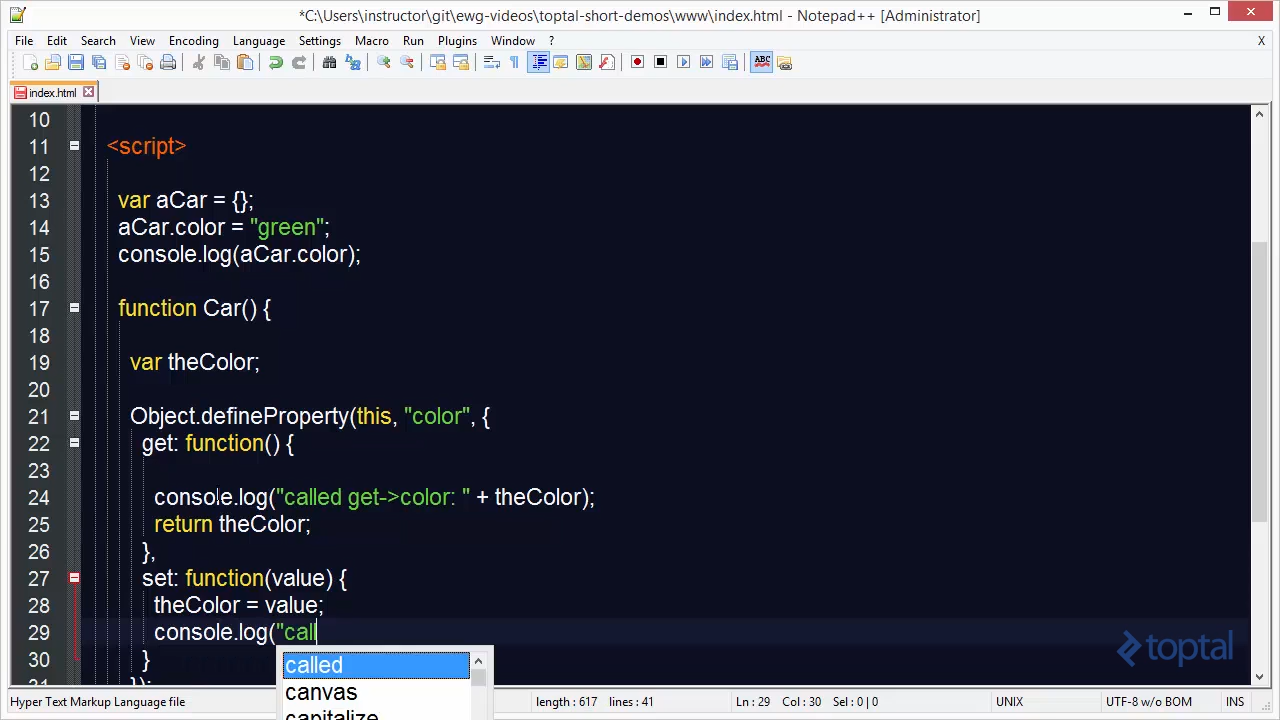 *C:\Users\instructor\git\ewg-videos\toptal-short-demos\www\index.html - Notepad++ [Administrator]
File Edit Search View Encoding Language Settings Macro Run Plugins Window ? X
index.html
10
11 <script>
12
13 var aCar = {};
14 aCar.color = "green";
15 console.log(aCar.color);
16
17 function Car() {
18
19 var theColor;
20
21 Object.defineProperty(this, "color", {
22 get: function() {
23
24 console.log("called get->color: " + theColor);
25 return theColor;
26 },
27 set: function(value) {
28 theColor = value;
29 console.log("call
30 }
31 });
called
canvas
capitalize
toptal
Hyper Text Markup Language file length : 617 lines : 41 Ln : 29 Col : 30 Sel : 0 | 0 UNIX UTF-8 w/o BOM INS